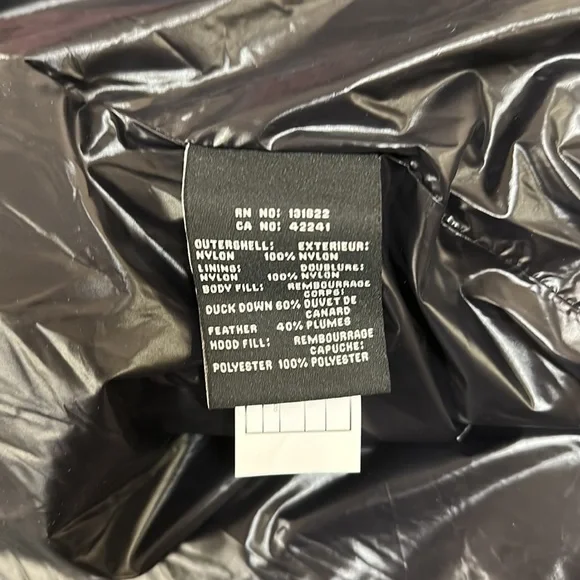 RN NO: 131822
CA NO: 42241
OUTERSHELL: EXTERIEUR:
NYLON 100% NYLON
LINING: DOUBLURE:
NYLON 100% NYLON
BODY FILL: REMBOURRAGE
CORPS:
DUCK DOWN 60% DUVET DE
CANARD
FEATHER 40% PLUMES
HOOD FILL: REMBOURRAGE
CAPUCHE:
POLYESTER 100% POLYESTER